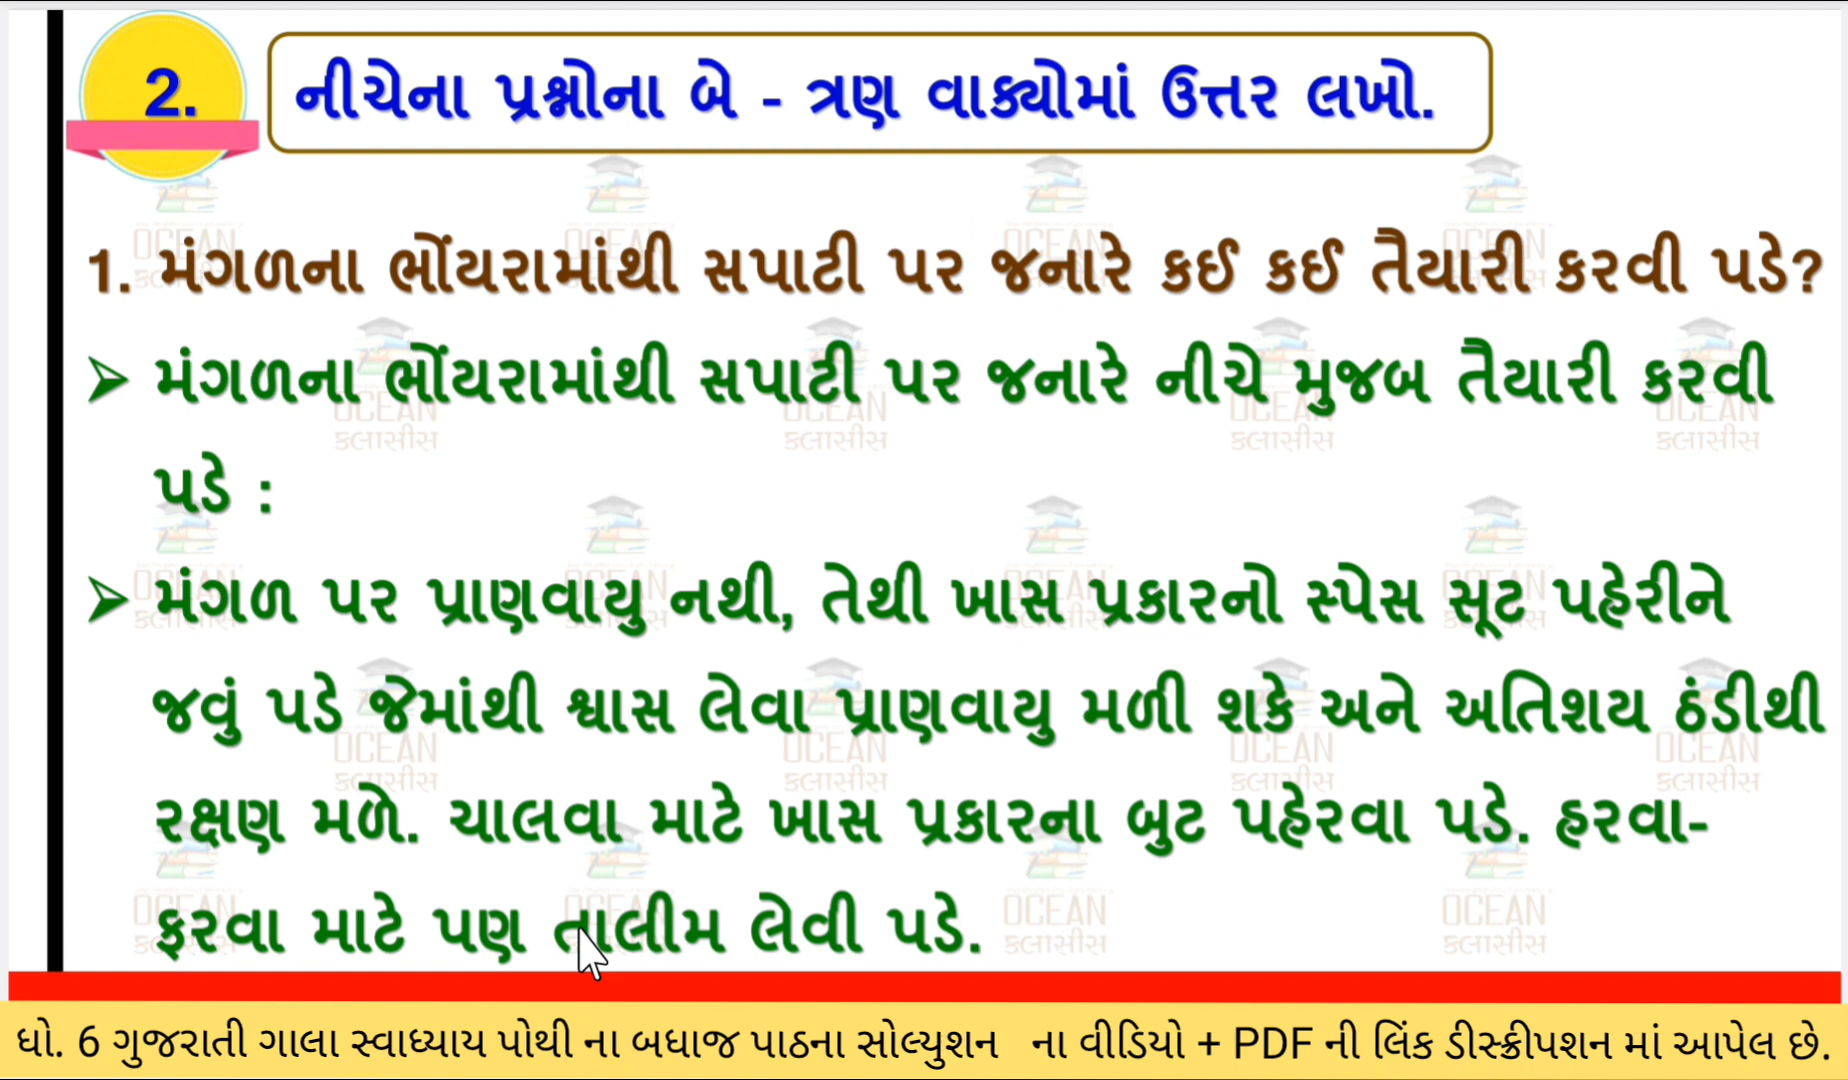 2.
નીચેના પ્રશ્નોના બે - ત્રણ વાક્યોમાં ઉત્તર લખો.
1. મંગળના ભોંયરામાંથી સપાટી પર જનારે કઈ કઈ તૈયારી કરવી પડે?
➢ મંગળના ભોંયરામાંથી સપાટી પર જનારે નીચે મુજબ તૈયારી કરવી
પડે :
➢ મંગળ પર પ્રાણવાયુ નથી, તેથી ખાસ પ્રકારનો સ્પેસ સૂટ પહેરીને
જવું પડે જેમાંથી શ્વાસ લેવા પ્રાણવાયુ મળી શકે અને અતિશય ઠંડીથી
રક્ષણ મળે. ચાલવા માટે ખાસ પ્રકારના બુટ પહેરવા પડે. હરવા-
ફરવા માટે પણ તાલીમ લેવી પડે.
OCEAN
ક્લાસીસ
ધો. 6 ગુજરાતી ગાલા સ્વાધ્યાય પોથી ના બધાજ પાઠના સોલ્યુશન ના વીડિયો + PDF ની લિંક ડીસ્ક્રીપશન માં આપેલ છે.